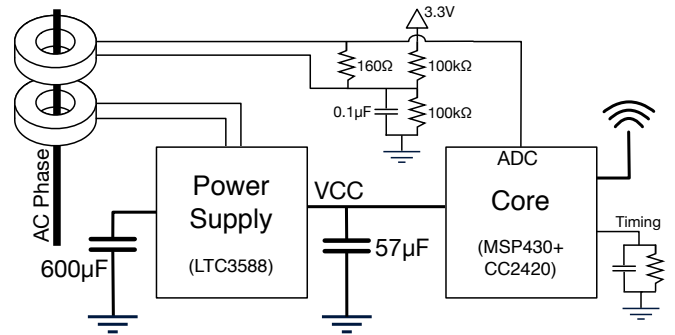 3.3V
160Ω
100kΩ
0.1µF
100kΩ
AC Phase
Power
Supply
(LTC3588)
VCC
ADC
Core
(MSP430+
CC2420)
Timing
600µF
57µF